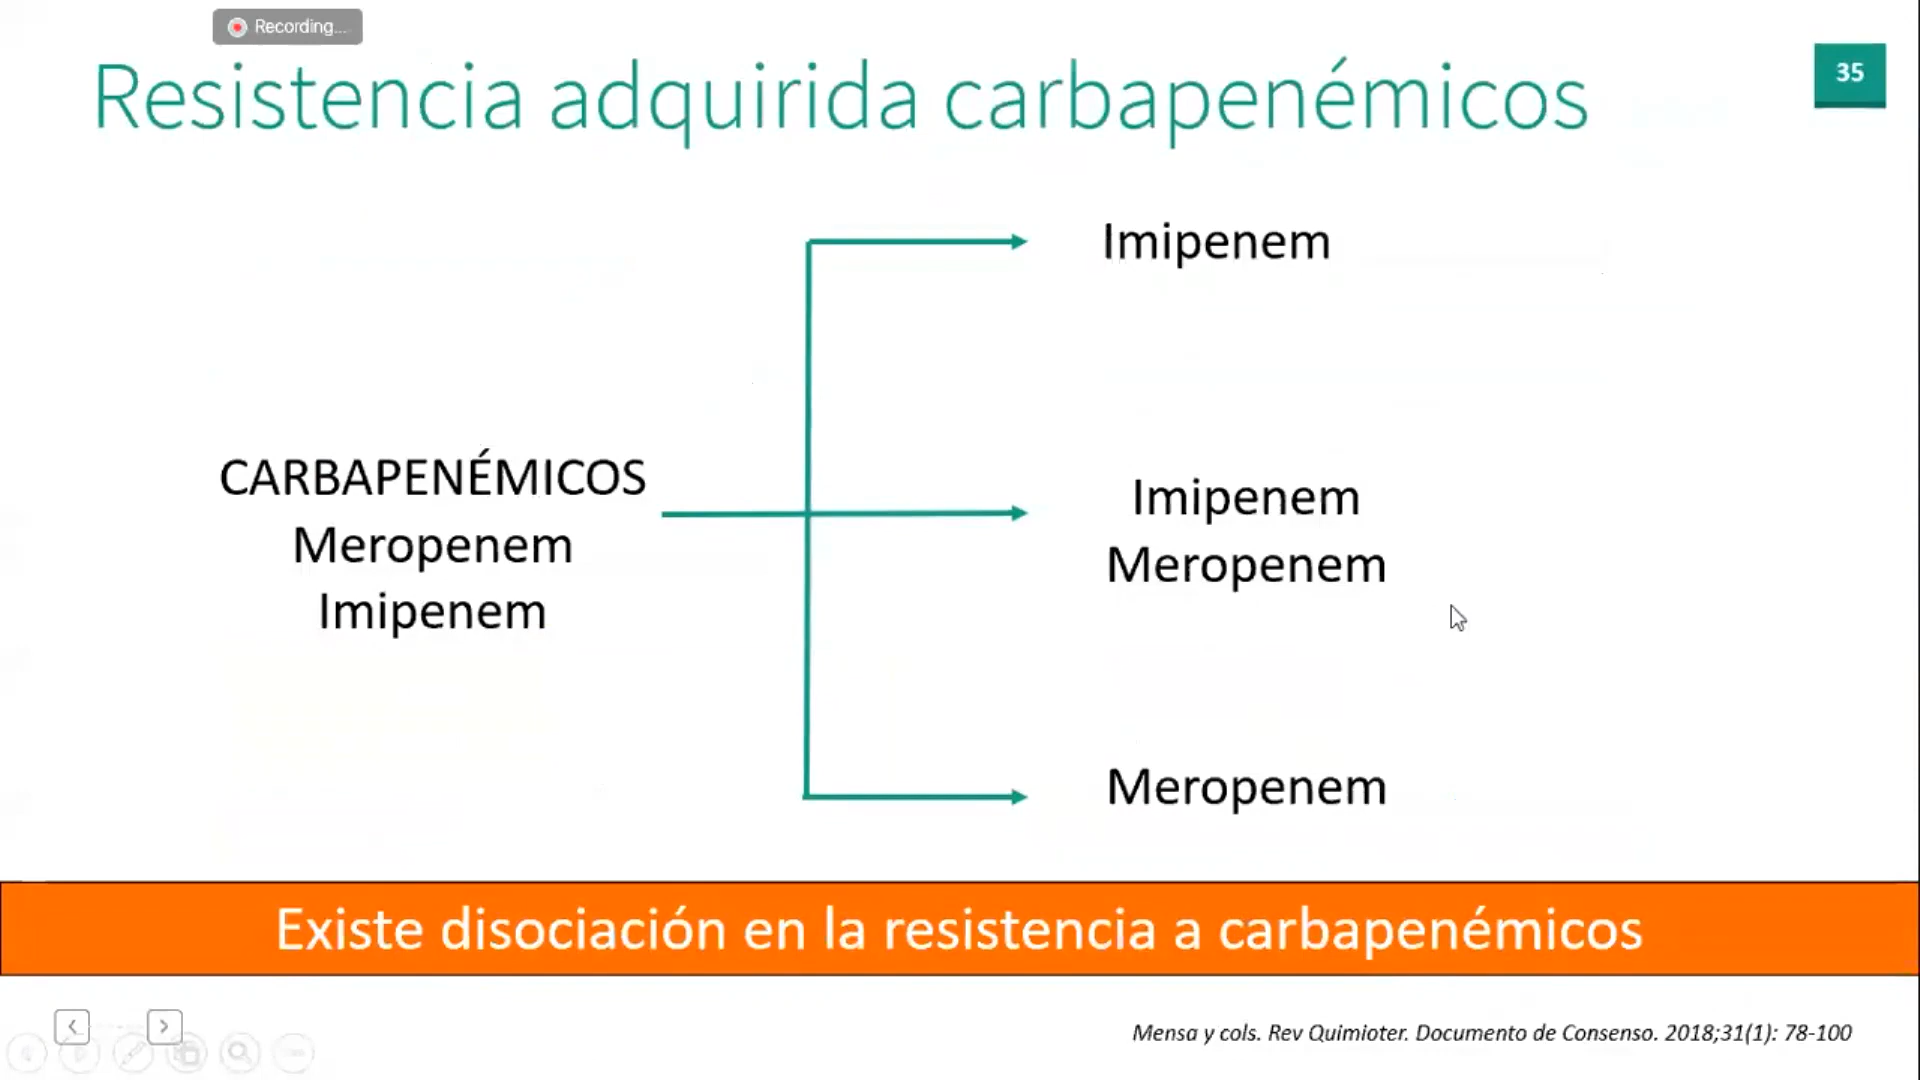 Recording...
Resistencia adquirida carbapenémicos
35
Imipenem
CARBAPENÉMICOS
Meropenem
Imipenem
Imipenem
Meropenem
Meropenem
Existe disociación en la resistencia a carbapenémicos
Mensa y cols. Rev Quimioter. Documento de Consenso. 2018;31(1): 78-100